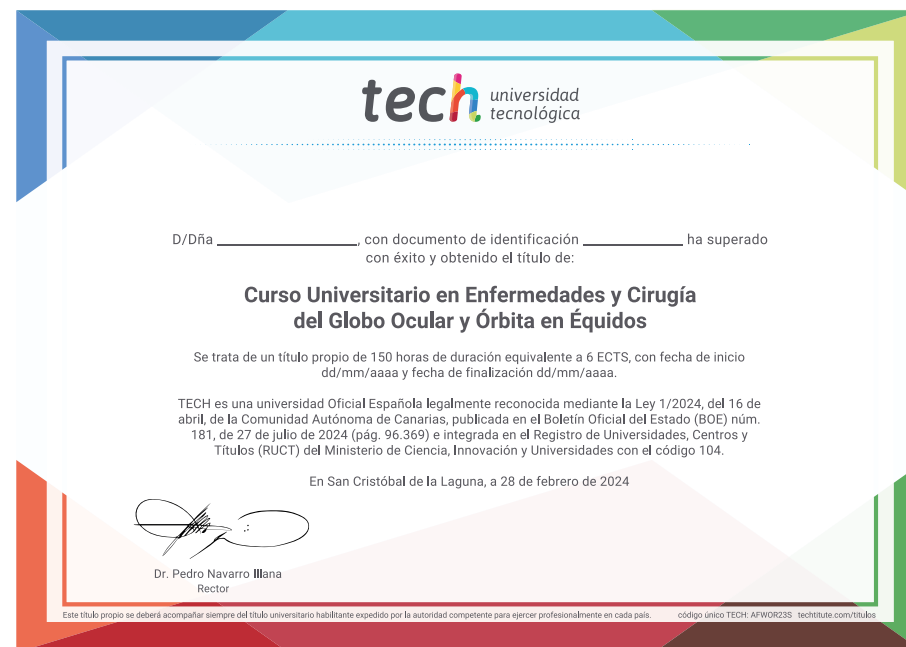 tech universidad
tecnológica
D/Dña ____________________, con documento de identificación ______________ ha superado
con éxito y obtenido el título de:
Curso Universitario en Enfermedades y Cirugía
del Globo Ocular y Órbita en Équidos
Se trata de un título propio de 150 horas de duración equivalente a 6 ECTS, con fecha de inicio
dd/mm/aaaa y fecha de finalización dd/mm/aaaa.
TECH es una universidad Oficial Española legalmente reconocida mediante la Ley 1/2024, del 16 de
abril, de la Comunidad Autónoma de Canarias, publicada en el Boletín Oficial del Estado (BOE) núm.
181, de 27 de julio de 2024 (pág. 96.369) e integrada en el Registro de Universidades, Centros y
Títulos (RUCT) del Ministerio de Ciencia, Innovación y Universidades con el código 104.
En San Cristóbal de la Laguna, a 28 de febrero de 2024
Dr. Pedro Navarro Illana
Rector
Este título propio se deberá acompañar siempre del título universitario habilitante expedido por la autoridad competente para ejercer profesionalmente en cada país. código único TECH: AFWOR23S techtitute.com/titulos